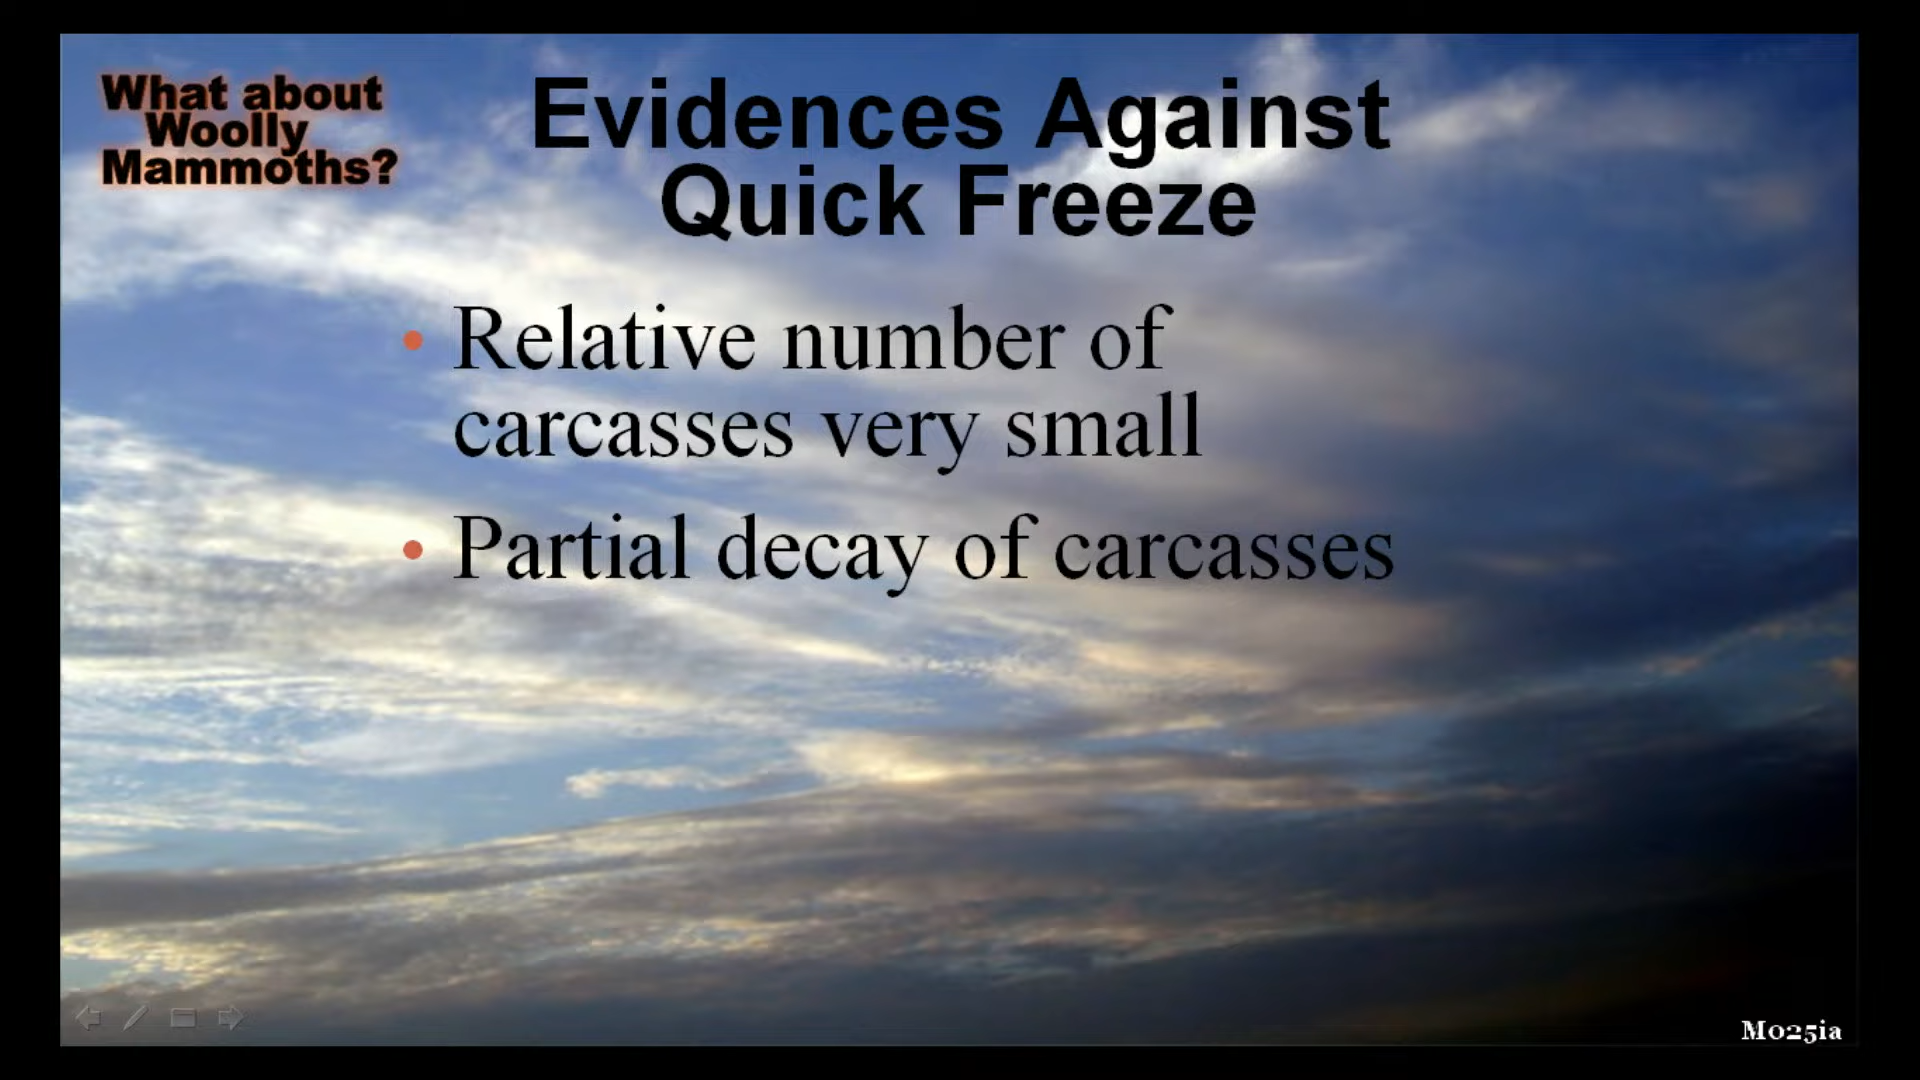 What about
Woolly
Mammoths?
Evidences Against
Quick Freeze
• Relative number of
carcasses very small
• Partial decay of carcasses
M025ia